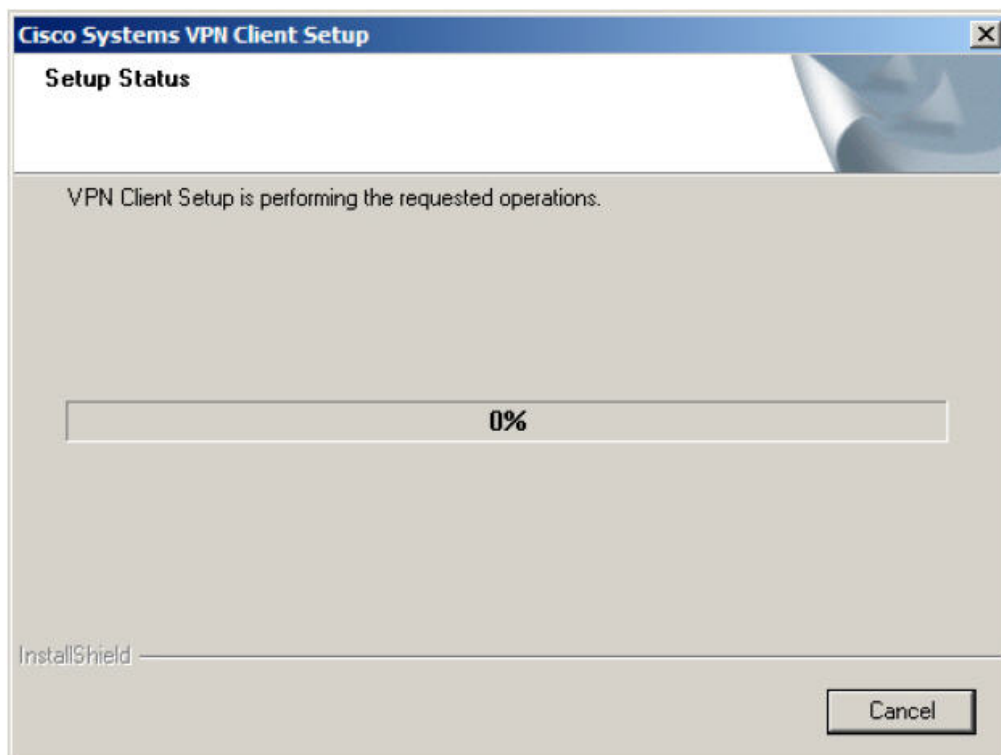 Cisco Systems VPN Client Setup
Setup Status
VPN Client Setup is performing the requested operations.
0%
InstallShield
Cancel